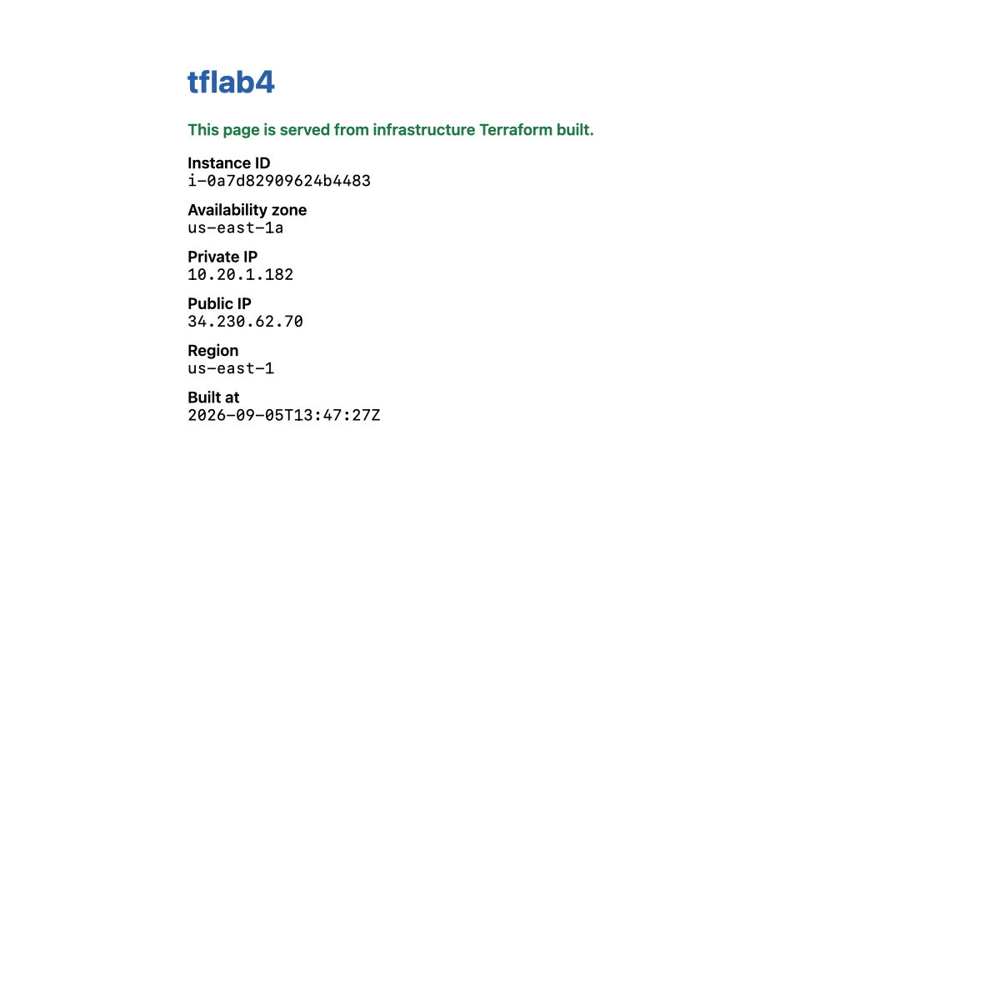 tflab4
This page is served from infrastructure Terraform built.
Instance ID
i-0a7d82909624b4483
Availability zone
us-east-1a
Private IP
10.20.1.182
Public IP
34.230.62.70
Region
us-east-1
Built at
2026-09-05T13:47:27Z